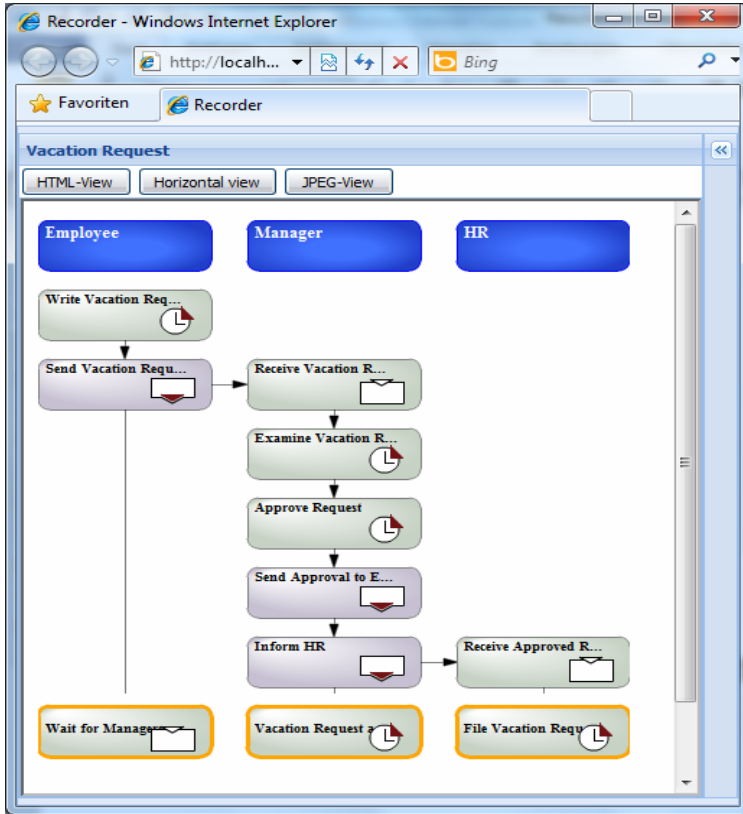 Recorder - Windows Internet Explorer
http://localh...
Bing
Favoriten
Recorder
Vacation Request
HTML-View
Horizontal view
JPEG-View
Employee
Manager
HR
Write Vacation Req...
Send Vacation Requ...
Receive Vacation R...
Examine Vacation R...
Approve Request
Send Approval to E...
Inform HR
Receive Approved R...
Wait for Managers
Vacation Request a
File Vacation Requ